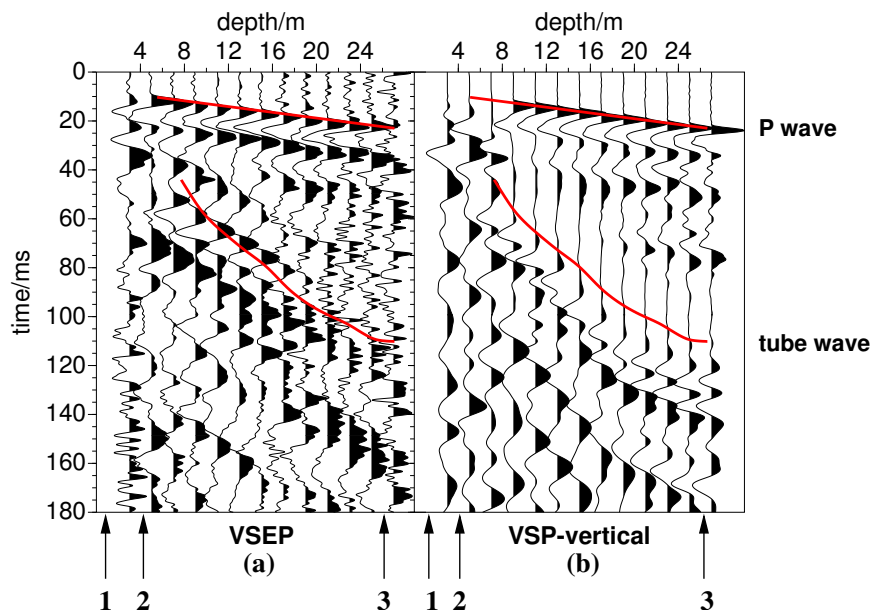 depth/m depth/m
4 8 12 16 20 24 4 8 12 16 20 24
0
20
P wave
40
60
80
time/ms
100
tube wave
120
140
160
180
VSEP VSP-vertical
(a) (b)
1 2 3 1 2 3